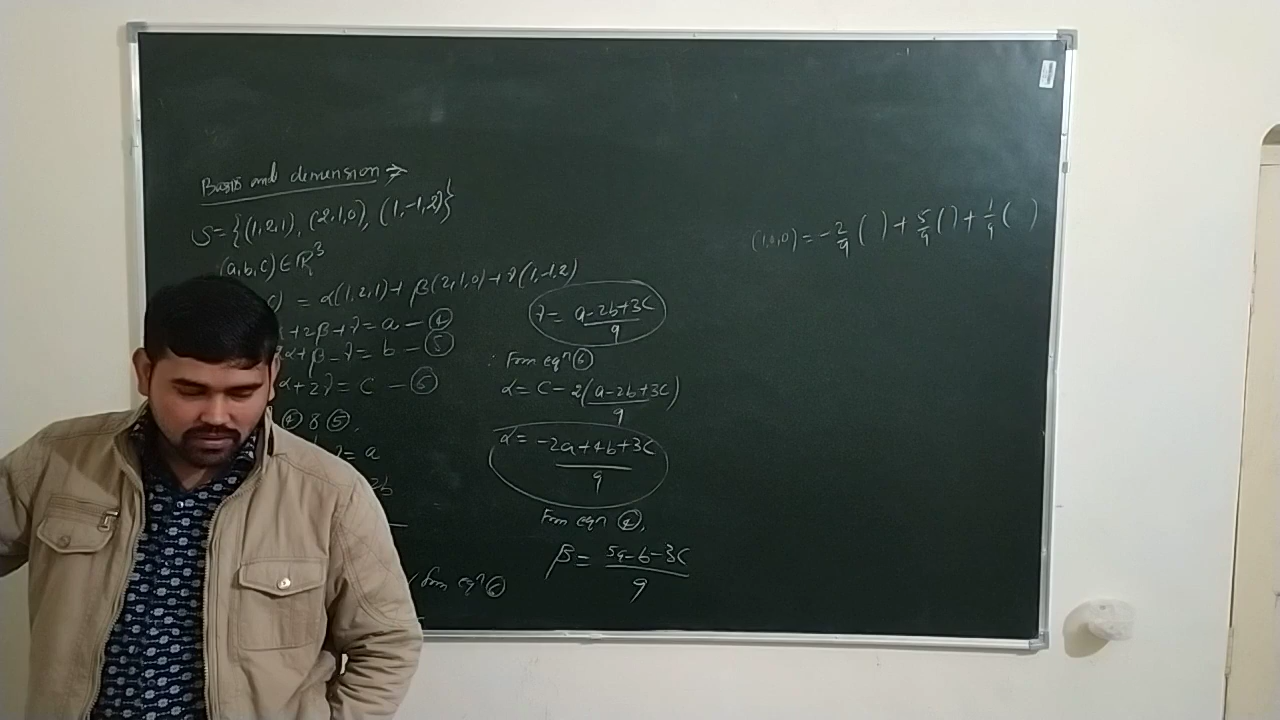 Basis and dimension →
S = {(1,2,1), (2,1,0), (1,-1,2)}
(a,b,c) ∈ R³
c) = α(1,2,1) + β(2,1,0) + γ(1,-1,2)
+ 2β + γ = a — ④
2α + β - γ = b — ⑤
α + 2γ = c — ⑥
④ & ⑤,
= a
2b
from eqⁿ ⑥
γ = (a-2b+3c)/9
From eqⁿ ⑥
α = c - 2(a-2b+3c)/9
α = (-2a+4b+3c)/9
From eqⁿ ④,
β = (5a-b-3c)/9
(1,0,0) = -2/9 ( ) + 5/9 ( ) + 1/9 ( )